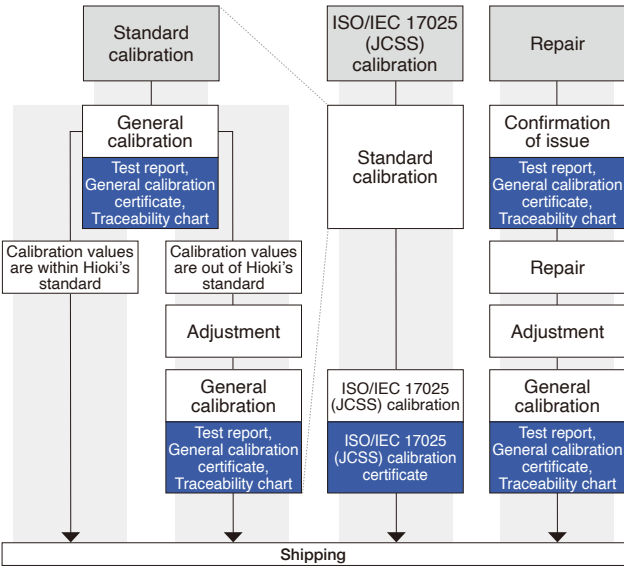 Standard
calibration
General
calibration
Test report,
General calibration
certificate,
Traceability chart
Calibration values
are within Hioki's
standard
Calibration values
are out of Hioki's
standard
Adjustment
General
calibration
Test report,
General calibration
certificate,
Traceability chart
ISO/IEC 17025
(JCSS)
calibration
Standard
calibration
ISO/IEC 17025
(JCSS) calibration
ISO/IEC 17025
(JCSS) calibration
certificate
Repair
Confirmation
of issue
Test report,
General calibration
certificate,
Traceability chart
Repair
Adjustment
General
calibration
Test report,
General calibration
certificate,
Traceability chart
Shipping